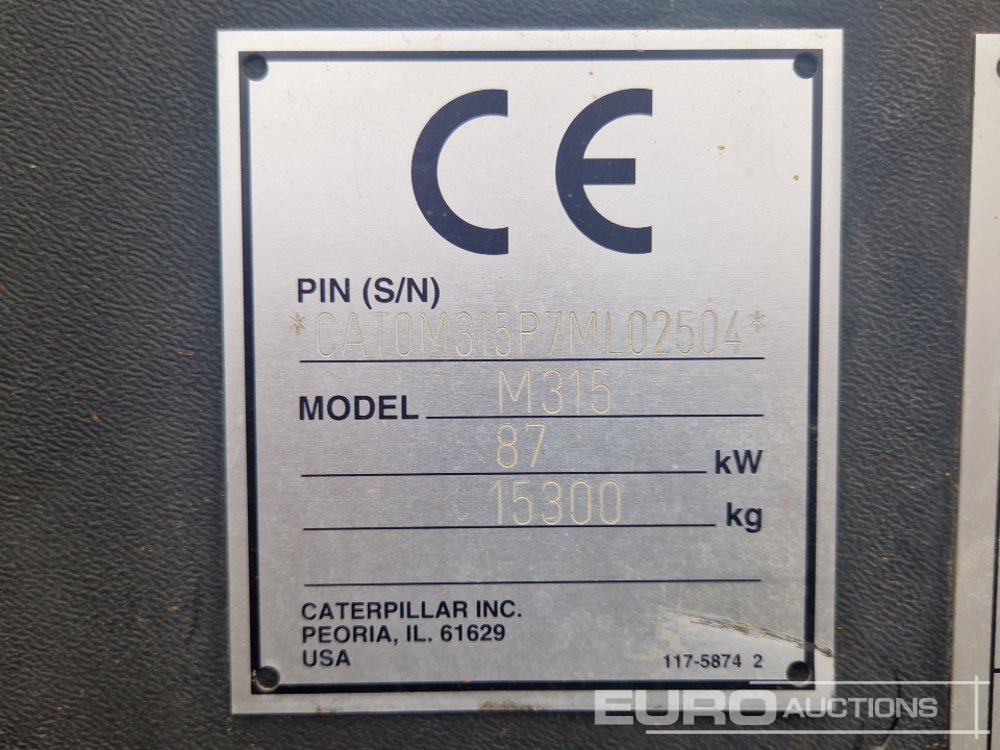 CE
PIN (S/N)
*CAT0M315P7ML02504*
MODEL M315
87 kW
15300 kg
CATERPILLAR INC.
PEORIA, IL. 61629
USA
117-5874 2
EURO AUCTIONS